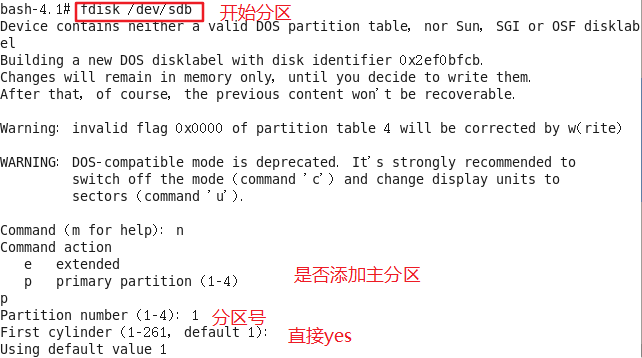 bash-4.1# fdisk /dev/sdb 开始分区
Device contains neither a valid DOS partition table, nor Sun, SGI or OSF disklab
el
Building a new DOS disklabel with disk identifier 0x2ef0bfcb.
Changes will remain in memory only, until you decide to write them.
After that, of course, the previous content won't be recoverable.
Warning: invalid flag 0x0000 of partition table 4 will be corrected by w(rite)
WARNING: DOS-compatible mode is deprecated. It's strongly recommended to
switch off the mode (command 'c') and change display units to
sectors (command 'u').
Command (m for help): n
Command action
e extended
p primary partition (1-4) 是否添加主分区
p
Partition number (1-4): 1 分区号
First cylinder (1-261, default 1): 直接yes
Using default value 1